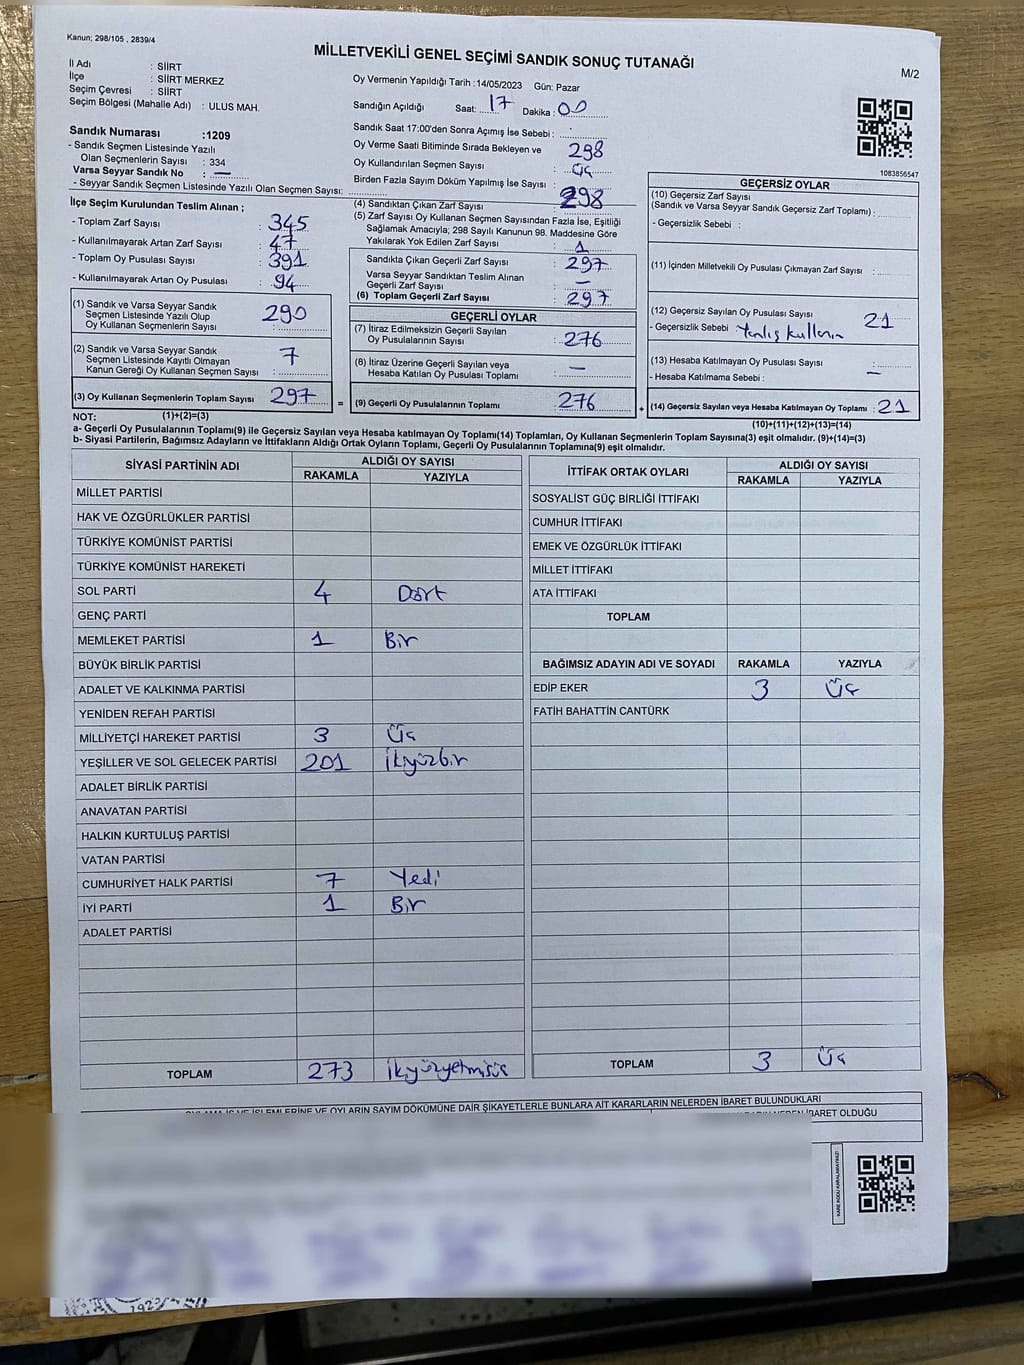 Kanun; 298/105 , 2839/4
MİLLETVEKİLİ GENEL SEÇİMİ SANDIK SONUÇ TUTANAĞI
M/2
İl Adı : SİİRT
İlçe : SİİRT MERKEZ
Seçim Çevresi : SİİRT
Seçim Bölgesi (Mahalle Adı) : ULUS MAH.
Sandık Numarası :1209
- Sandık Seçmen Listesinde Yazılı
Olan Seçmenlerin Sayısı : 334
Varsa Seyyar Sandık No : —
- Seyyar Sandık Seçmen Listesinde Yazılı Olan Seçmen Sayısı:
İlçe Seçim Kurulundan Teslim Alınan ;
- Toplam Zarf Sayısı : 345
- Kullanılmayarak Artan Zarf Sayısı : 47
- Toplam Oy Pusulası Sayısı : 391
- Kullanılmayarak Artan Oy Pusulası : 94
(1) Sandık ve Varsa Seyyar Sandık
Seçmen Listesinde Yazılı Olup
Oy Kullanan Seçmenlerin Sayısı : 290
(2) Sandık ve Varsa Seyyar Sandık
Seçmen Listesinde Kayıtlı Olmayan
Kanun Gereği Oy Kullanan Seçmen Sayısı : 7
(3) Oy Kullanan Seçmenlerin Toplam Sayısı : 297
Oy Vermenin Yapıldığı Tarih :14/05/2023 Gün: Pazar
Sandığın Açıldığı Saat: 17 Dakika : 00
Sandık Saat 17:00'den Sonra Açımış İse Sebebi :
Oy Verme Saati Bitiminde Sırada Bekleyen ve
Oy Kullandırılan Seçmen Sayısı : 298
Birden Fazla Sayım Döküm Yapılmış İse Sayısı : Üç
(4) Sandıktan Çıkan Zarf Sayısı : 298
(5) Zarf Sayısı Oy Kullanan Seçmen Sayısından Fazla İse, Eşitliği
Sağlamak Amacıyla; 298 Sayılı Kanunun 98. Maddesine Göre
Yakılarak Yok Edilen Zarf Sayısı : 1
Sandıkta Çıkan Geçerli Zarf Sayısı : 297
Varsa Seyyar Sandıktan Teslim Alınan
Geçerli Zarf Sayısı : —
(6) Toplam Geçerli Zarf Sayısı : 297
GEÇERLİ OYLAR
(7) İtiraz Edilmeksizin Geçerli Sayılan
Oy Pusulalarının Sayısı : 276
(8) İtiraz Üzerine Geçerli Sayılan veya
Hesaba Katılan Oy Pusulası Toplamı : —
= (9) Geçerli Oy Pusulalarının Toplamı : 276
1083856547
GEÇERSİZ OYLAR
(10) Geçersiz Zarf Sayısı
(Sandık ve Varsa Seyyar Sandık Geçersiz Zarf Toplamı) :
- Geçersizlik Sebebi :
(11) İçinden Milletvekili Oy Pusulası Çıkmayan Zarf Sayısı :
(12) Geçersiz Sayılan Oy Pusulası Sayısı : 21
- Geçersizlik Sebebi : Yanlış kullanım
(13) Hesaba Katılmayan Oy Pusulası Sayısı : —
- Hesaba Katılmama Sebebi :
+ (14) Geçersiz Sayılan veya Hesaba Katılmayan Oy Toplamı : 21
NOT: (1)+(2)=(3)
(10)+(11)+(12)+(13)=(14)
a- Geçerli Oy Pusulalarının Toplamı(9) ile Geçersiz Sayılan veya Hesaba katılmayan Oy Toplamı(14) Toplamları, Oy Kullanan Seçmenlerin Toplam Sayısına(3) eşit olmalıdır. (9)+(14)=(3)
b- Siyasi Partilerin, Bağımsız Adayların ve İttifakların Aldığı Ortak Oyların Toplamı, Geçerli Oy Pusulalarının Toplamına(9) eşit olmalıdır.
SİYASİ PARTİNİN ADI ALDIĞI OY SAYISI
RAKAMLA YAZIYLA
MİLLET PARTİSİ
HAK VE ÖZGÜRLÜKLER PARTİSİ
TÜRKİYE KOMÜNİST PARTİSİ
TÜRKİYE KOMÜNİST HAREKETİ
SOL PARTİ 4 Dört
GENÇ PARTİ
MEMLEKET PARTİSİ 1 Bir
BÜYÜK BİRLİK PARTİSİ
ADALET VE KALKINMA PARTİSİ
YENİDEN REFAH PARTİSİ
MİLLİYETÇİ HAREKET PARTİSİ 3 Üç
YEŞİLLER VE SOL GELECEK PARTİSİ 201 İkiyüzbir
ADALET BİRLİK PARTİSİ
ANAVATAN PARTİSİ
HALKIN KURTULUŞ PARTİSİ
VATAN PARTİSİ
CUMHURİYET HALK PARTİSİ 7 Yedi
İYİ PARTİ 1 Bir
ADALET PARTİSİ
TOPLAM 273 İkiyüzyetmişüç
İTTİFAK ORTAK OYLARI ALDIĞI OY SAYISI
RAKAMLA YAZIYLA
SOSYALİST GÜÇ BİRLİĞİ İTTİFAKI
CUMHUR İTTİFAKI
EMEK VE ÖZGÜRLÜK İTTİFAKI
MİLLET İTTİFAKI
ATA İTTİFAKI
TOPLAM
BAĞIMSIZ ADAYIN ADI VE SOYADI RAKAMLA YAZIYLA
EDİP EKER 3 Üç
FATİH BAHATTİN CANTÜRK
TOPLAM 3 Üç
OYLAMA İŞ VE İŞLEMLERİNE VE OYLARIN SAYIM DÖKÜMÜNE DAİR ŞİKAYETLERLE BUNLARA AİT KARARLARIN NELERDEN İBARET BULUNDUKLARI
İBARET OLDUĞU
KARE KODU KARALAMAYINIZ!
1923